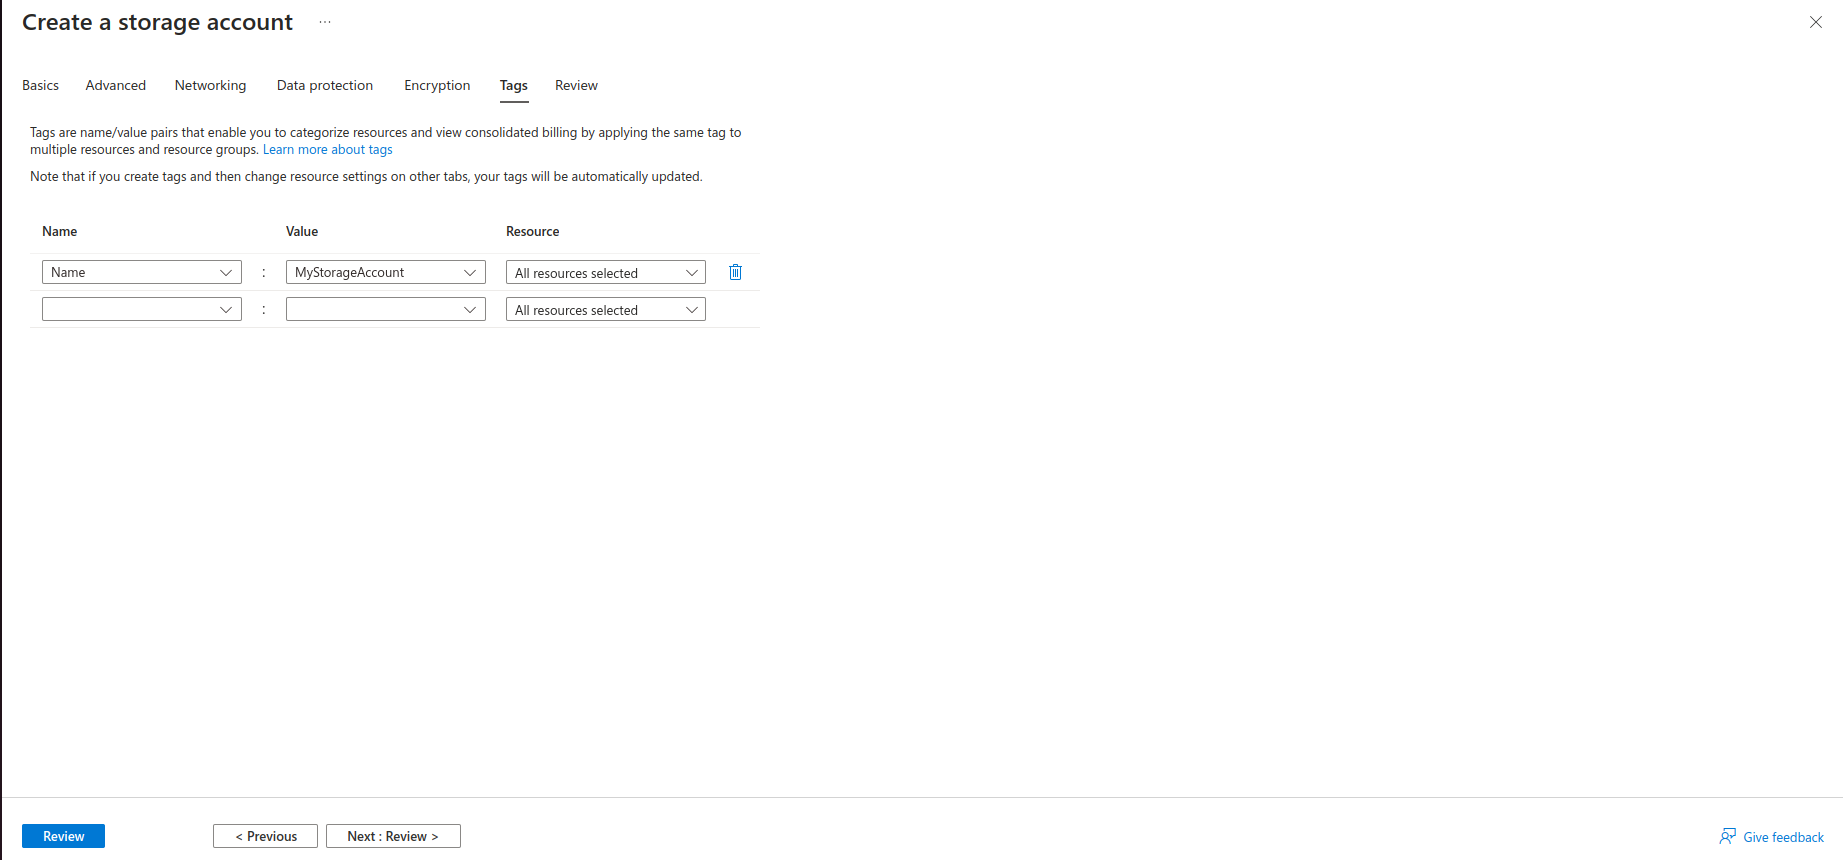 Create a storage account ...
Basics Advanced Networking Data protection Encryption Tags Review
Tags are name/value pairs that enable you to categorize resources and view consolidated billing by applying the same tag to
multiple resources and resource groups. Learn more about tags
Note that if you create tags and then change resource settings on other tabs, your tags will be automatically updated.
Name Value Resource
Name : MyStorageAccount All resources selected
: All resources selected
Review < Previous Next : Review > Give feedback